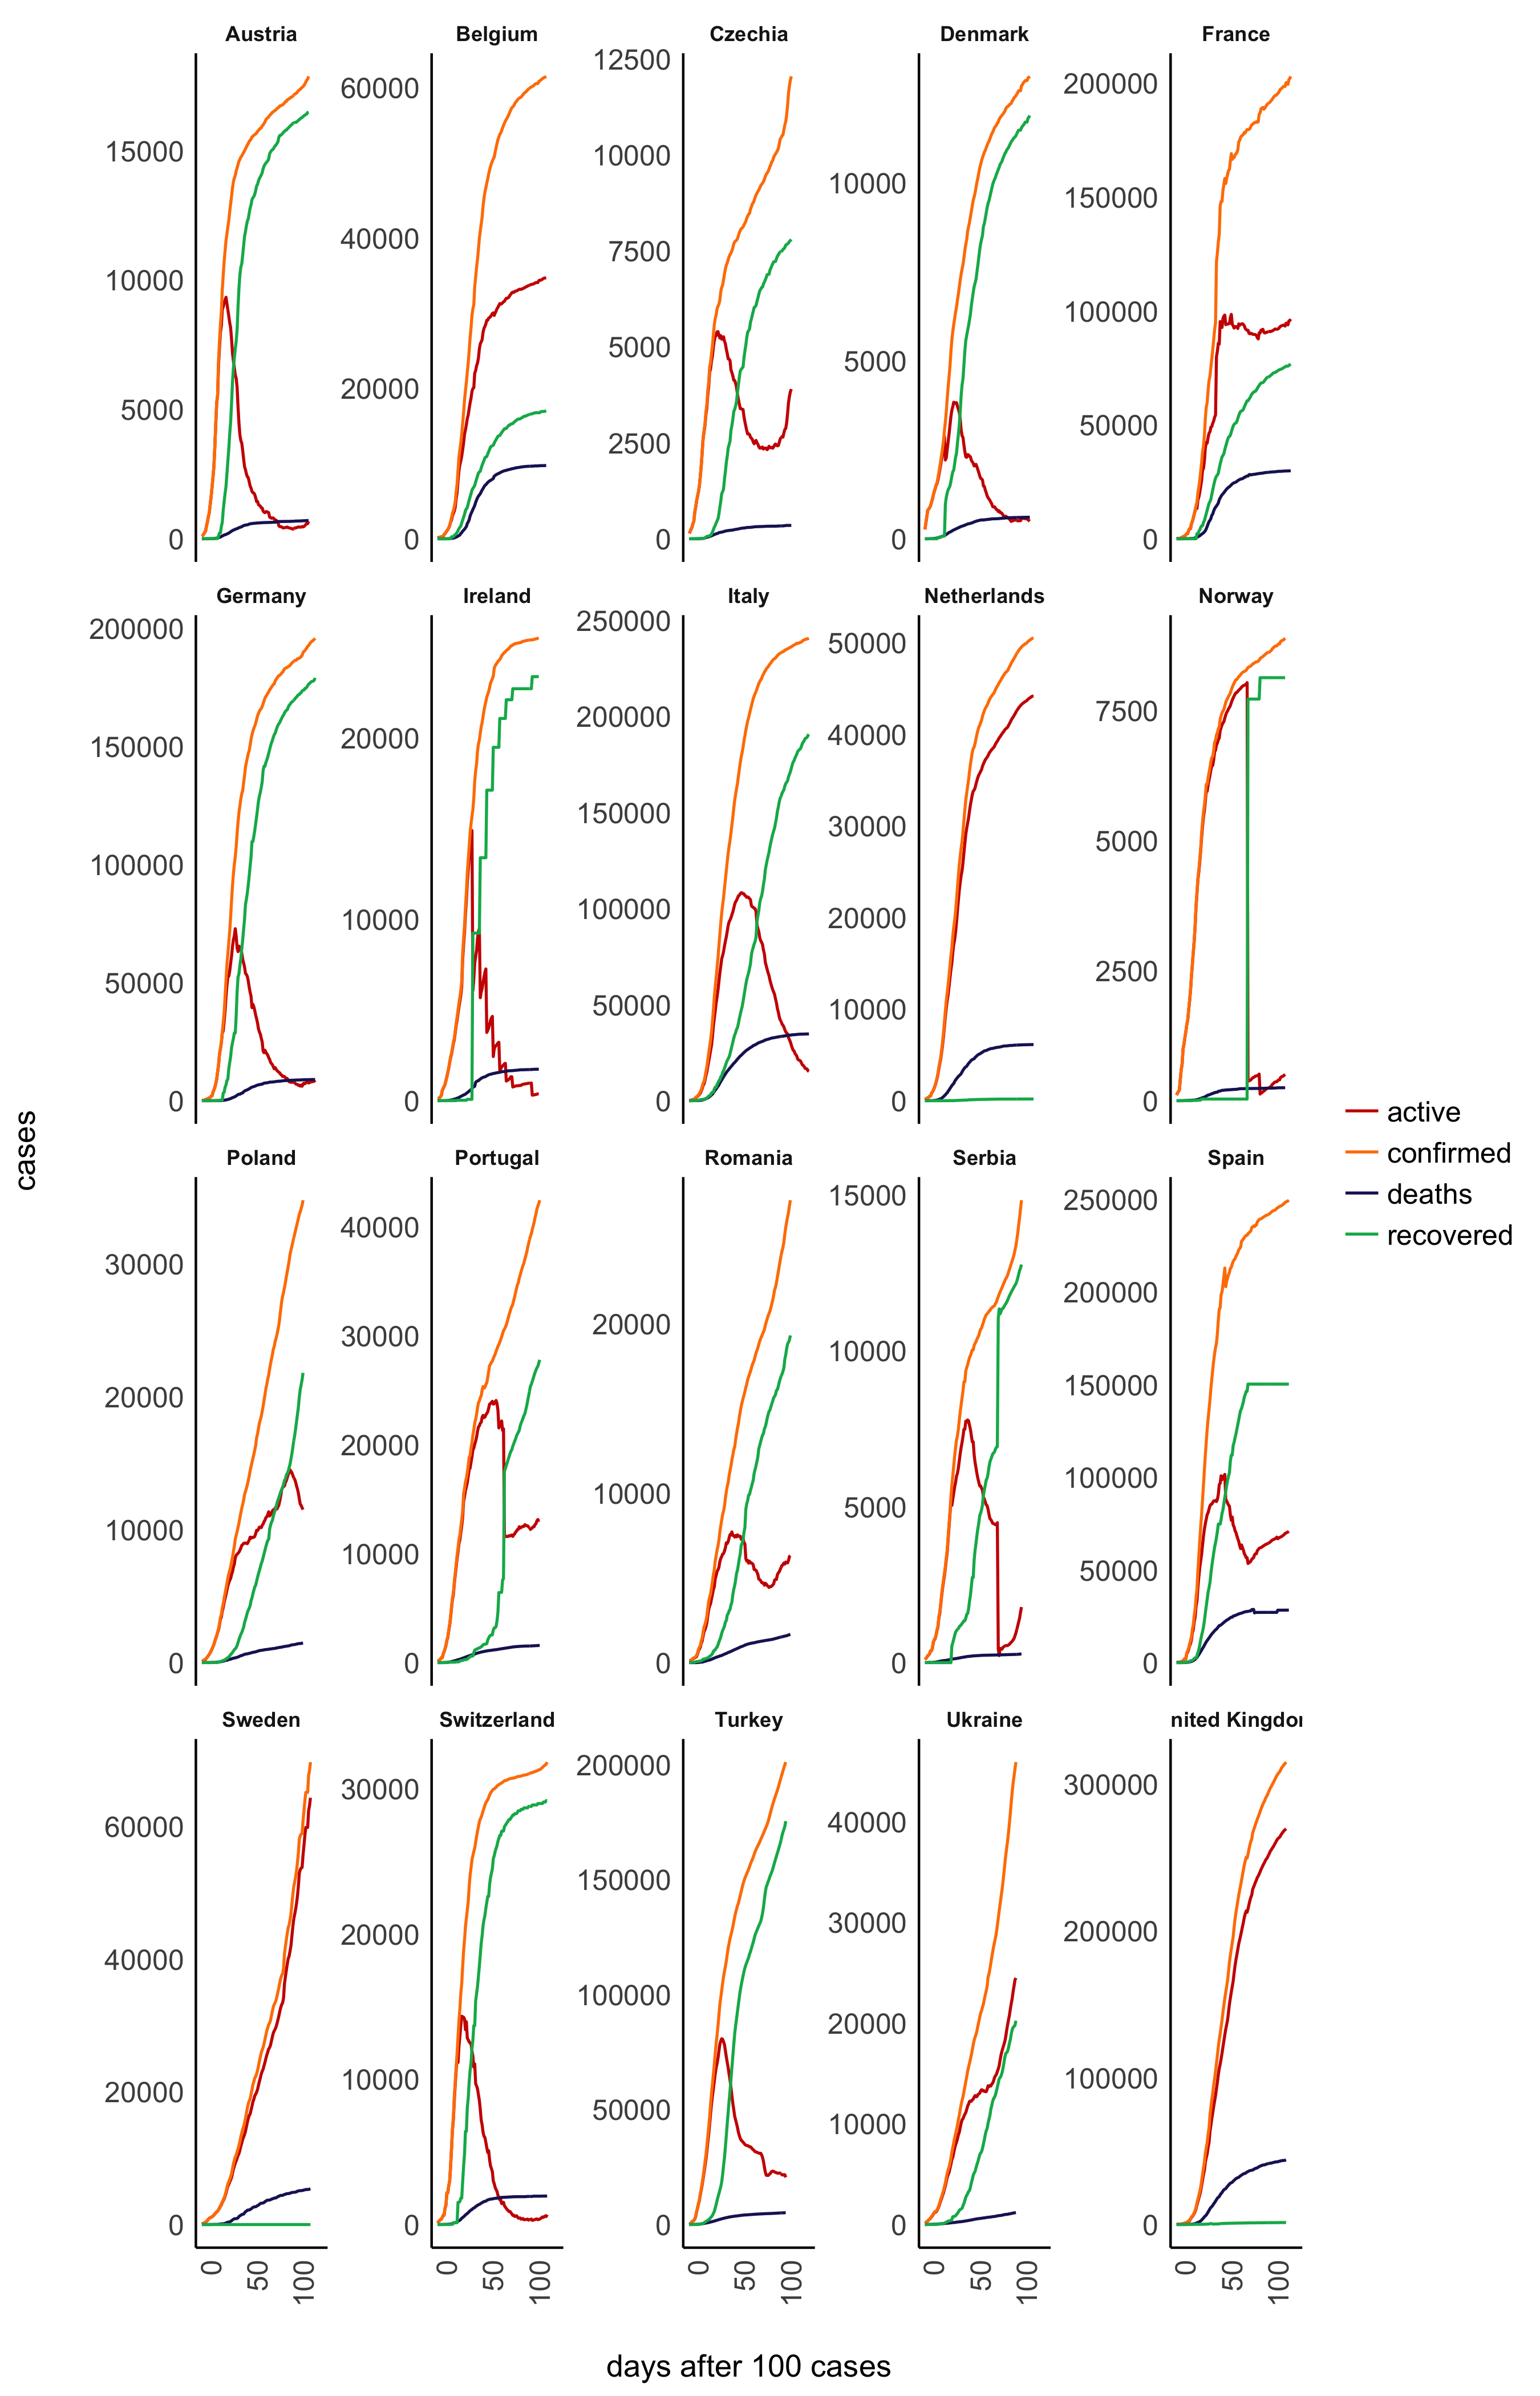 Austria Belgium Czechia Denmark France
15000 10000 5000 0
60000 40000 20000 0
12500 10000 7500 5000 2500 0
10000 5000 0
200000 150000 100000 50000 0
Germany Ireland Italy Netherlands Norway
200000 150000 100000 50000 0
20000 10000 0
250000 200000 150000 100000 50000 0
50000 40000 30000 20000 10000 0
7500 5000 2500 0
cases
active
confirmed
deaths
recovered
Poland Portugal Romania Serbia Spain
30000 20000 10000 0
40000 30000 20000 10000 0
20000 10000 0
15000 10000 5000 0
250000 200000 150000 100000 50000 0
Sweden Switzerland Turkey Ukraine nited Kingdo
60000 40000 20000 0
30000 20000 10000 0
200000 150000 100000 50000 0
40000 30000 20000 10000 0
300000 200000 100000 0
0 50 100 0 50 100 0 50 100 0 50 100 0 50 100
days after 100 cases